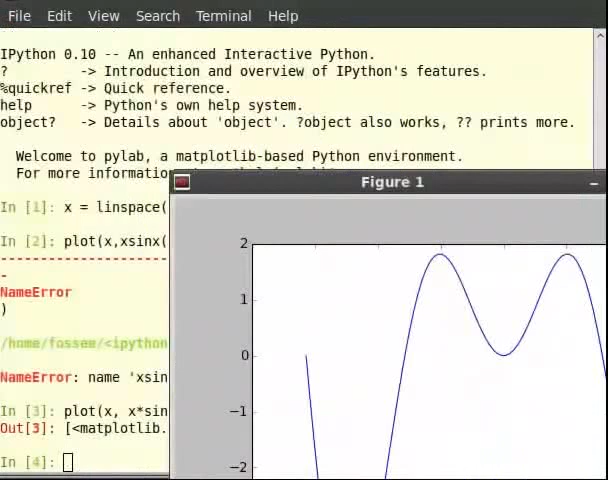 File Edit View Search Terminal Help
IPython 0.10 -- An enhanced Interactive Python.
? -> Introduction and overview of IPython's features.
%quickref -> Quick reference.
help -> Python's own help system.
object? -> Details about 'object'. ?object also works, ?? prints more.
Welcome to pylab, a matplotlib-based Python environment.
For more information
Figure 1
In [1]: x = linspace(
In [2]: plot(x,xsinx(
-----------------------
-
NameError
)
/home/fossee/<ipython
NameError: name 'xsin
In [3]: plot(x, x*sin
Out[3]: [<matplotlib.
In [4]:
2
1
0
−1
−2